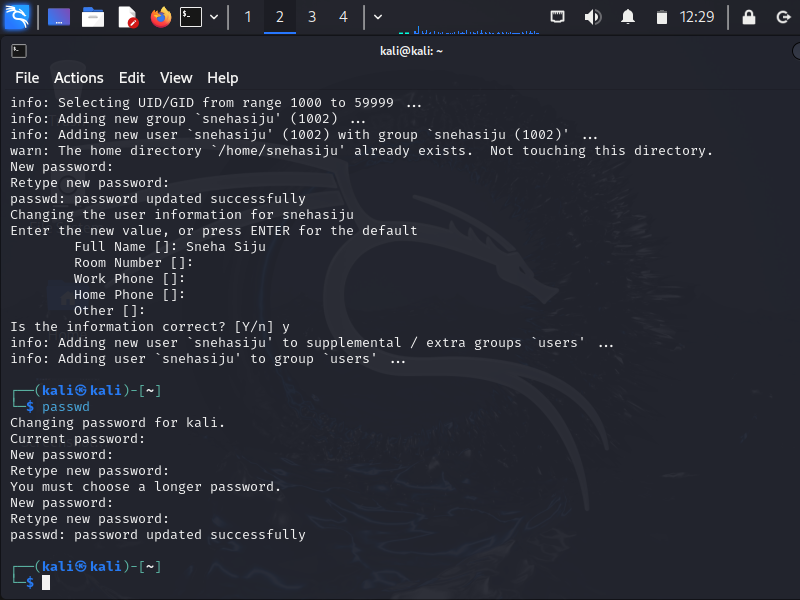 1 2 3 4 12:29
kali@kali: ~
File Actions Edit View Help
info: Selecting UID/GID from range 1000 to 59999 ...
info: Adding new group `snehasiju' (1002) ...
info: Adding new user `snehasiju' (1002) with group `snehasiju (1002)' ...
warn: The home directory `/home/snehasiju' already exists.  Not touching this directory.
New password:
Retype new password:
passwd: password updated successfully
Changing the user information for snehasiju
Enter the new value, or press ENTER for the default
        Full Name []: Sneha Siju
        Room Number []:
        Work Phone []:
        Home Phone []:
        Other []:
Is the information correct? [Y/n] y
info: Adding new user `snehasiju' to supplemental / extra groups `users' ...
info: Adding user `snehasiju' to group `users' ...
┌──(kali㉿kali)-[~]
└─$ passwd
Changing password for kali.
Current password:
New password:
Retype new password:
You must choose a longer password.
New password:
Retype new password:
passwd: password updated successfully
┌──(kali㉿kali)-[~]
└─$